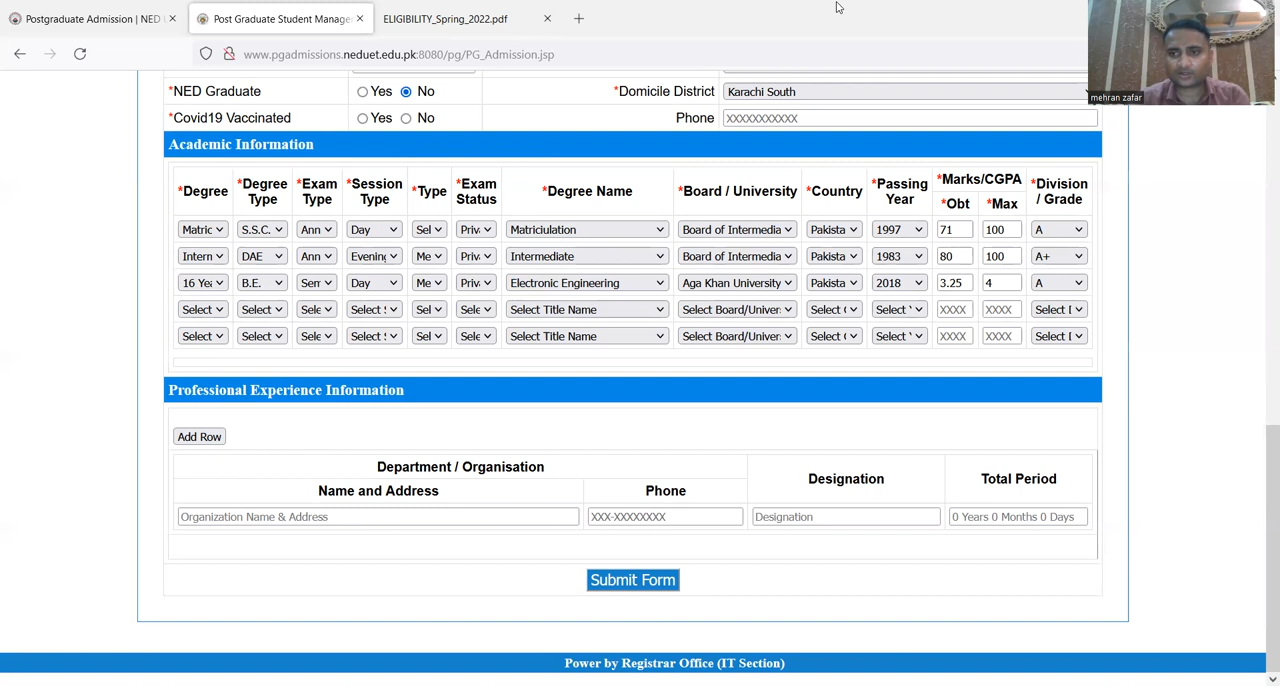 Postgraduate Admission | NED U
Post Graduate Student Manage
ELIGIBILITY_Spring_2022.pdf
www.pgadmissions.neduet.edu.pk:8080/pg/PG_Admission.jsp
mehran zafar
*NED Graduate Yes No *Domicile District Karachi South
*Covid19 Vaccinated Yes No Phone XXXXXXXXXXX
Academic Information
*Degree *Degree Type *Exam Type *Session Type *Type *Exam Status *Degree Name *Board / University *Country *Passing Year *Marks/CGPA *Obt *Max *Division / Grade
Matric S.S.C. Ann Day Sel Priv Matriciulation Board of Intermedia Pakista 1997 71 100 A
Intern DAE Ann Evening Me Priv Intermediate Board of Intermedia Pakista 1983 80 100 A+
16 Yea B.E. Sem Day Me Priv Electronic Engineering Aga Khan University Pakista 2018 3.25 4 A
Select Select Sele Select S Sel Sele Select Title Name Select Board/Univers Select C Select Y XXXX XXXX Select D
Select Select Sele Select S Sel Sele Select Title Name Select Board/Univers Select C Select Y XXXX XXXX Select D
Professional Experience Information
Add Row
Department / Organisation
Name and Address Phone Designation Total Period
Organization Name & Address XXX-XXXXXXXX Designation 0 Years 0 Months 0 Days
Submit Form
Power by Registrar Office (IT Section)